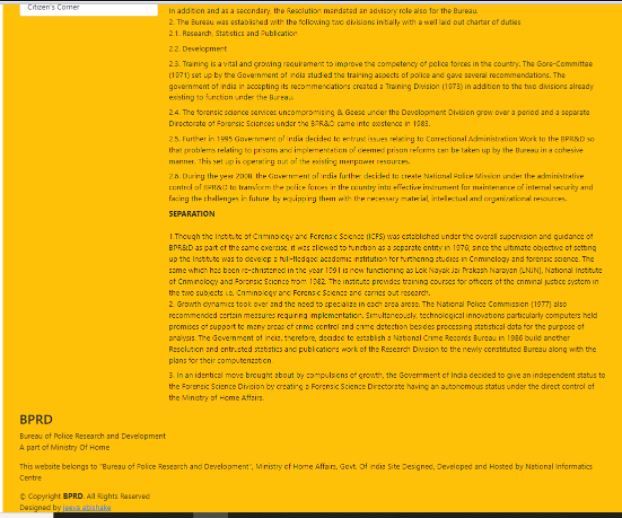 Citizen's Corner
In addition and as a secondary, the Resolution mandated an advisory role also for the Bureau.
2. The Bureau was established with the following two divisions initially with a well laid out charter of duties
2.1. Research, Statistics and Publication
2.2. Development
2.3. Training is a vital and growing requirement to improve the competency of police forces in the country. The Gore-Committee
(1971) set up by the Government of India studied the training aspects of police and gave several recommendations. The
government of India in accepting its recommendations created a Training Division (1973) in addition to the two divisions already
existing to function under the Bureau.
2.4. The forensic science services uncompromising & Geese under the Development Division grew over a period and a separate
Directorate of Forensic Sciences under the BPR&D came into existence in 1983.
2.5. Further in 1995 Government of India decided to entrust issues relating to Correctional Administration Work to the BPR&D so
that problems relating to prisons and implementation of deemed prison reforms can be taken up by the Bureau in a cohesive
manner. This set up is operating out of the existing manpower resources.
2.6. During the year 2008, the Government of India further decided to create National Police Mission under the administrative
control of BPR&D to transform the police forces in the country into effective instrument for maintenance of internal security and
facing the challenges in future, by equipping them with the necessary material, intellectual and organizational resources.
SEPARATION
1 Though the Institute of Criminology and Forensic Science (ICFS) was established under the overall supervision and guidance of
BPR&D as part of the same exercise, it was allowed to function as a separate entity in 1976; since the ultimate objective of setting
up the Institute was to develop a full-fledged academic institution for furthering studies in Criminology and forensic science. The
same which has been re-christened in the year 1991 is now functioning as Lok Nayak Jai Prakash Narayan (LNJN), National Institute
of Criminology and Forensic Science from 1982. The institute provides training courses for officers of the criminal justice system in
the two subjects i.e. Criminology and Forensic Science and carries out research.
2. Growth dynamics took over and the need to specialize in each area arose. The National Police Commission (1977) also
recommended certain measures requiring implementation. Simultaneously, technological innovations particularly computers held
promises of support to many areas of crime control and crime detection besides processing statistical data for the purpose of
analysis. The Government of India, therefore, decided to establish a National Crime Records Bureau in 1986 build another
Resolution and entrusted statistics and publications work of the Research Division to the newly constituted Bureau along with the
plans for their computerization.
3. In an identical move brought about by compulsions of growth, the Government of India decided to give an independent status to
the Forensic Science Division by creating a Forensic Science Directorate having an autonomous status under the direct control of
the Ministry of Home Affairs.
BPRD
Bureau of Police Research and Development
A part of Ministry Of Home
This website belongs to "Bureau of Police Research and Development", Ministry of Home Affairs, Govt. Of India Site Designed, Developed and Hosted by National Informatics
Centre
© Copyright BPRD. All Rights Reserved
Designed by jeeva abishake